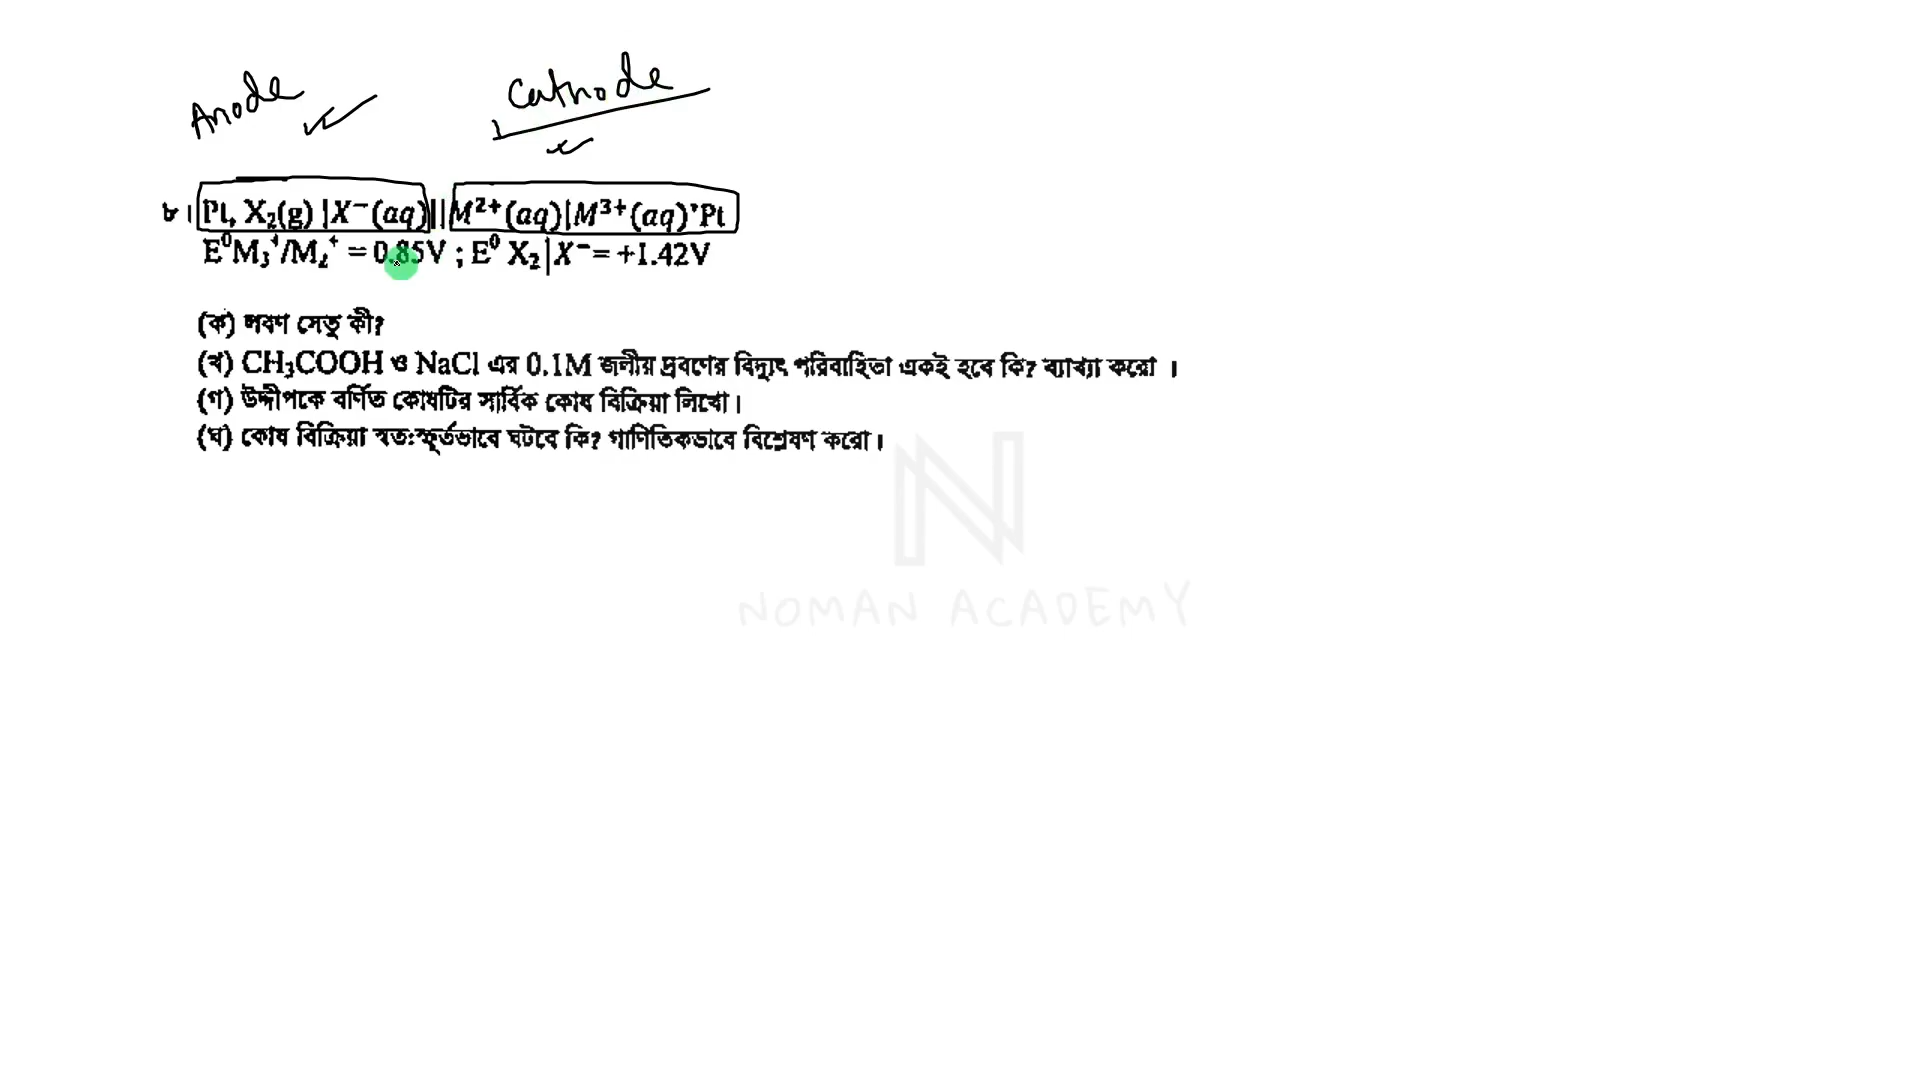 Anode
Cathode
৮। Pt, X₂(g) |X⁻(aq)||M²⁺(aq)|M³⁺(aq)'Pt
E⁰M₃⁺/M₂⁺ = 0.85V ; E⁰ X₂|X⁻= +1.42V
(ক) লবণ সেতু কী?
(খ) CH₃COOH ও NaCl এর 0.1M জলীয় দ্রবণের বিদ্যুৎ পরিবাহিতা একই হবে কি? ব্যাখ্যা করো ।
(গ) উদ্দীপকে বর্ণিত কোষটির সার্বিক কোষ বিক্রিয়া লিখো।
(ঘ) কোষ বিক্রিয়া স্বতঃস্ফূর্তভাবে ঘটবে কি? গাণিতিকভাবে বিশ্লেষণ করো।
NOMAN ACADEMY